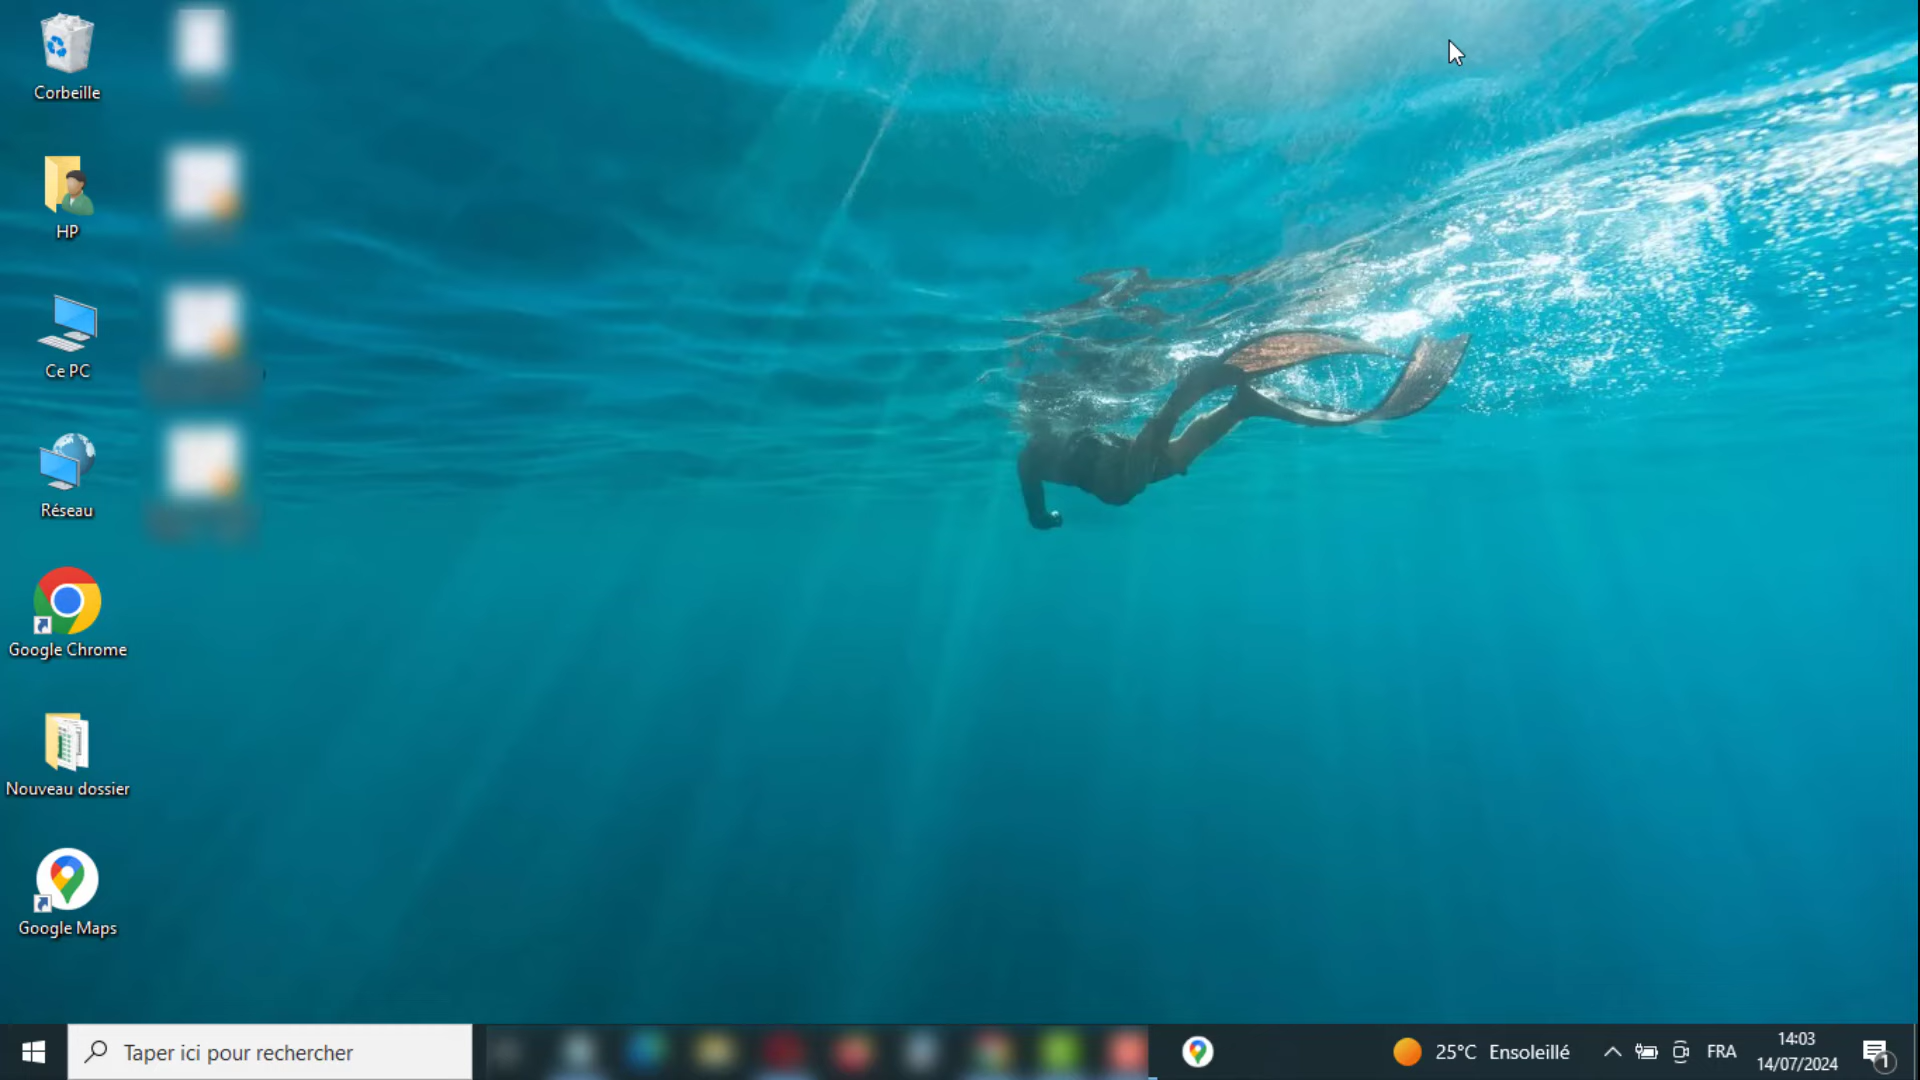 Corbeille
HP
Ce PC
Réseau
Google Chrome
Nouveau dossier
Google Maps
Taper ici pour rechercher
25°C Ensoleillé
FRA
14:03
14/07/2024
1